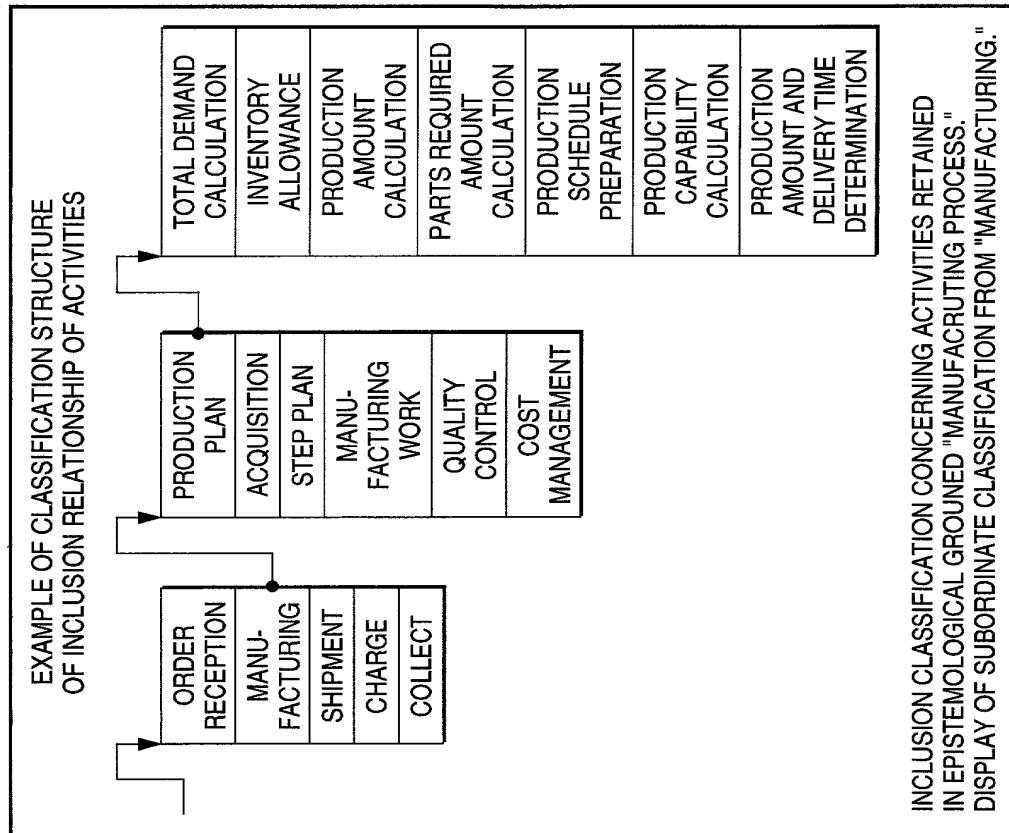 EXAMPLE OF CLASSIFICATION STRUCTURE
OF INCLUSION RELATIONSHIP OF ACTIVITIES
ORDER
RECEPTION
MANU-
FACTURING
SHIPMENT
CHARGE
COLLECT
PRODUCTION
PLAN
ACQUISITION
STEP PLAN
MANU-
FACTURING
WORK
QUALITY
CONTROL
COST
MANAGEMENT
TOTAL DEMAND
CALCULATION
INVENTORY
ALLOWANCE
PRODUCTION
AMOUNT
CALCULATION
PARTS REQUIRED
AMOUNT
CALCULATION
PRODUCTION
SCHEDULE
PREPARATION
PRODUCTION
CAPABILITY
CALCULATION
PRODUCTION
AMOUNT AND
DELIVERY TIME
DETERMINATION
INCLUSION CLASSIFICATION CONCERNING ACTIVITIES RETAINED
IN EPISTEMOLOGICAL GROUNED "MANUFACRUTING PROCESS."
DISPLAY OF SUBORDINATE CLASSIFICATION FROM "MANUFACTURING."